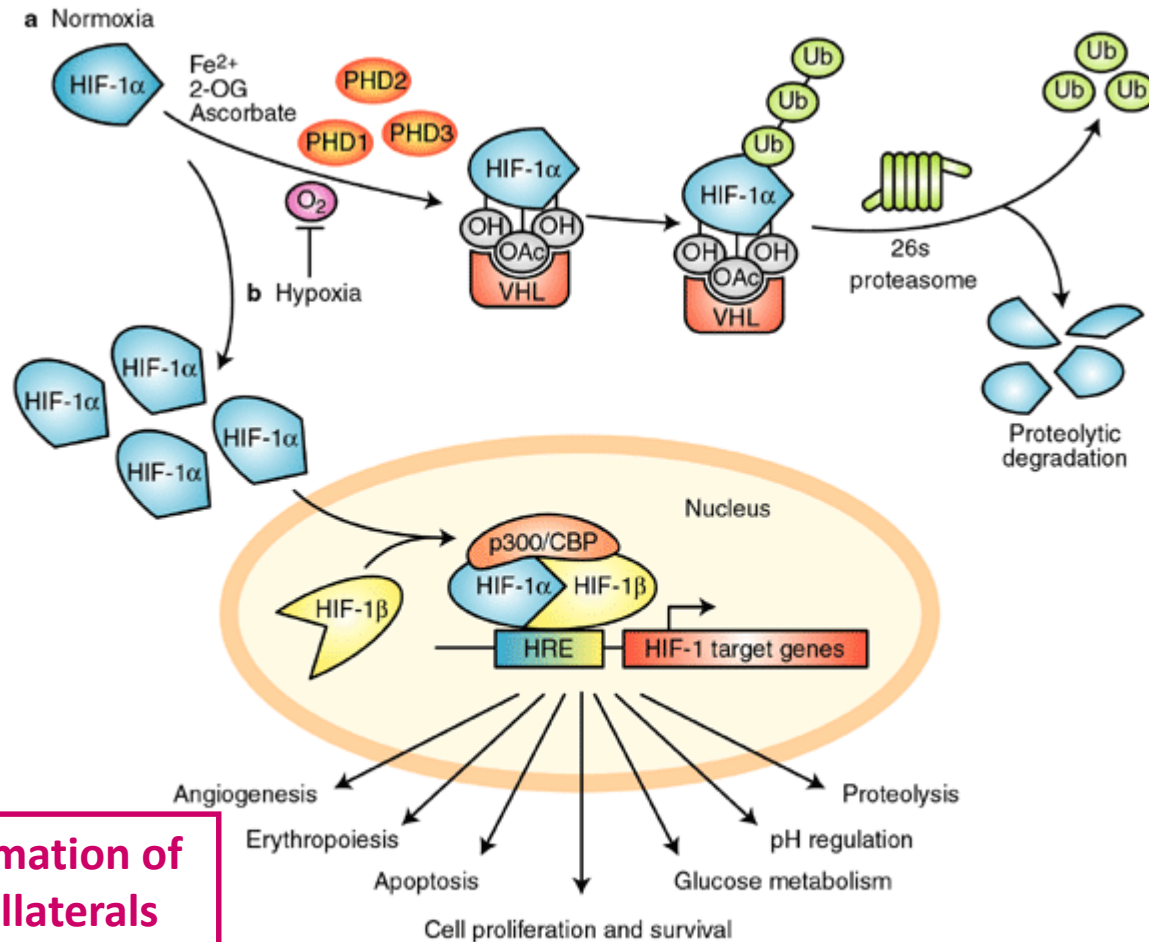 a Normoxia
HIF-1α
Fe2+
2-OG
Ascorbate
PHD2
PHD1
PHD3
O2
HIF-1α
OH
OH
OAc
VHL
Ub
Ub
Ub
HIF-1α
OH
OH
OAc
VHL
26s
proteasome
Ub
Ub
Ub
Proteolytic
degradation
b Hypoxia
HIF-1α
HIF-1α
HIF-1α
HIF-1α
Nucleus
p300/CBP
HIF-1α
HIF-1β
HIF-1β
HRE
HIF-1 target genes
Angiogenesis
Erythropoiesis
Apoptosis
Cell proliferation and survival
Glucose metabolism
pH regulation
Proteolysis
mation of
llaterals